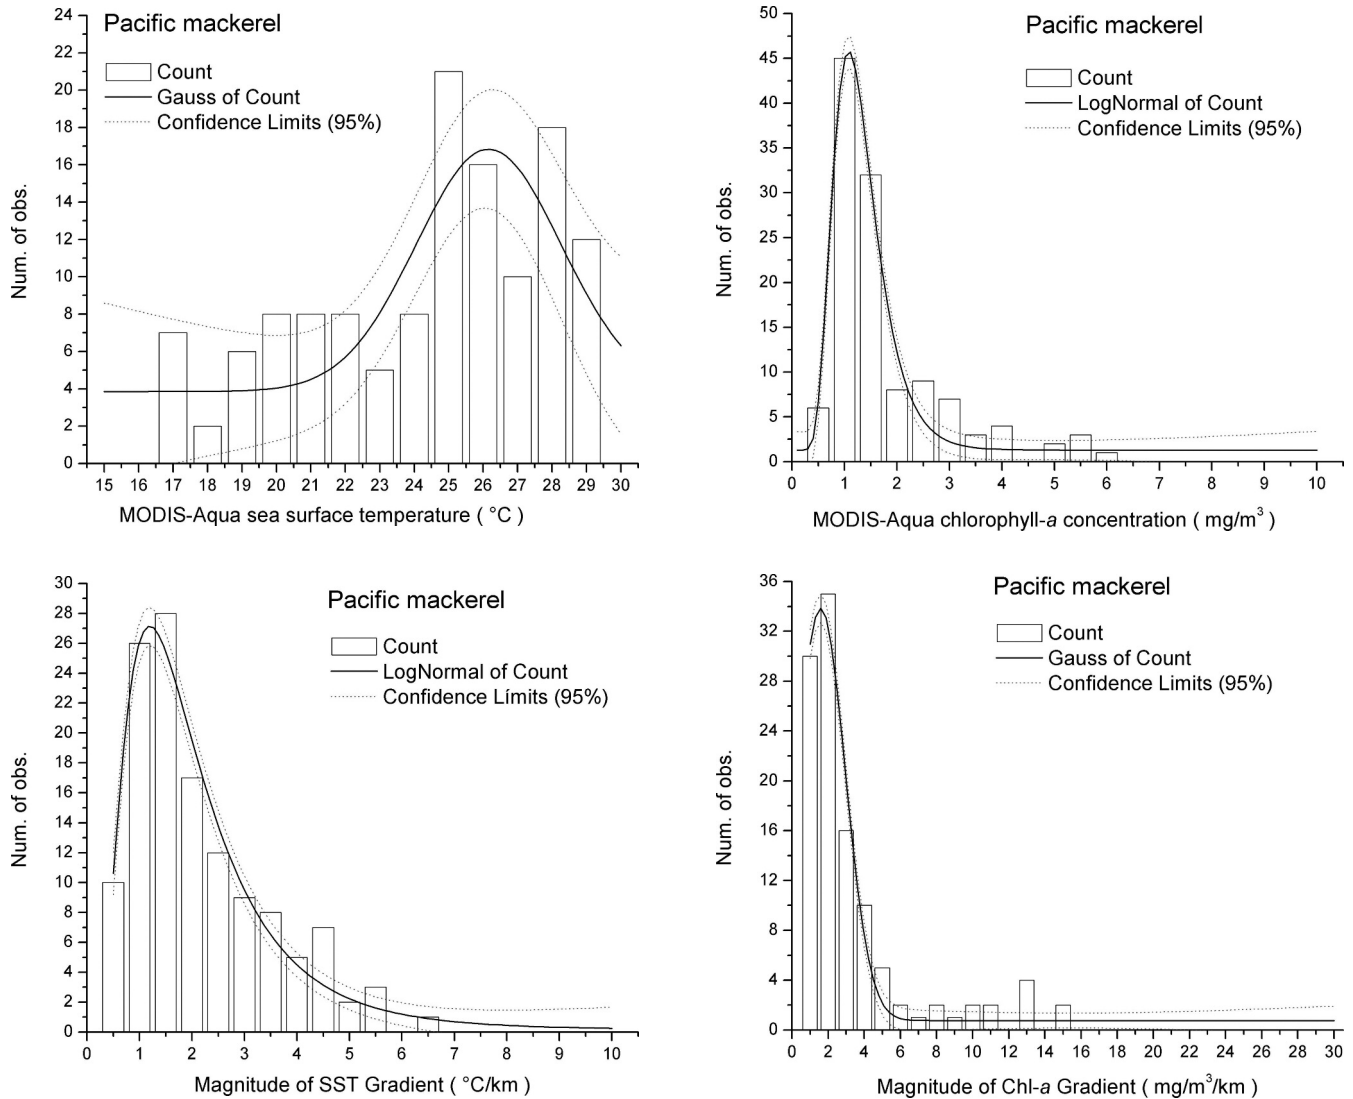 Pacific mackerel
Count
Gauss of Count
Confidence Limits (95%)
24
22
20
18
16
14
12
10
8
6
4
2
0
Num. of obs.
15 16 17 18 19 20 21 22 23 24 25 26 27 28 29 30
MODIS-Aqua sea surface temperature ( °C )
Pacific mackerel
Count
LogNormal of Count
Confidence Limits (95%)
50
45
40
35
30
25
20
15
10
5
0
Num. of obs.
0 1 2 3 4 5 6 7 8 9 10
MODIS-Aqua chlorophyll-a concentration ( mg/m³ )
Pacific mackerel
Count
LogNormal of Count
Confidence Límits (95%)
30
28
26
24
22
20
18
16
14
12
10
8
6
4
2
0
Num. of obs.
0 1 2 3 4 5 6 7 8 9 10
Magnitude of SST Gradient ( °C/km )
Pacific mackerel
Count
Gauss of Count
Confidence Limits (95%)
36
32
28
24
20
16
12
8
4
0
Num. of obs.
0 2 4 6 8 10 12 14 16 18 20 22 24 26 28 30
Magnitude of Chl-a Gradient ( mg/m³/km )